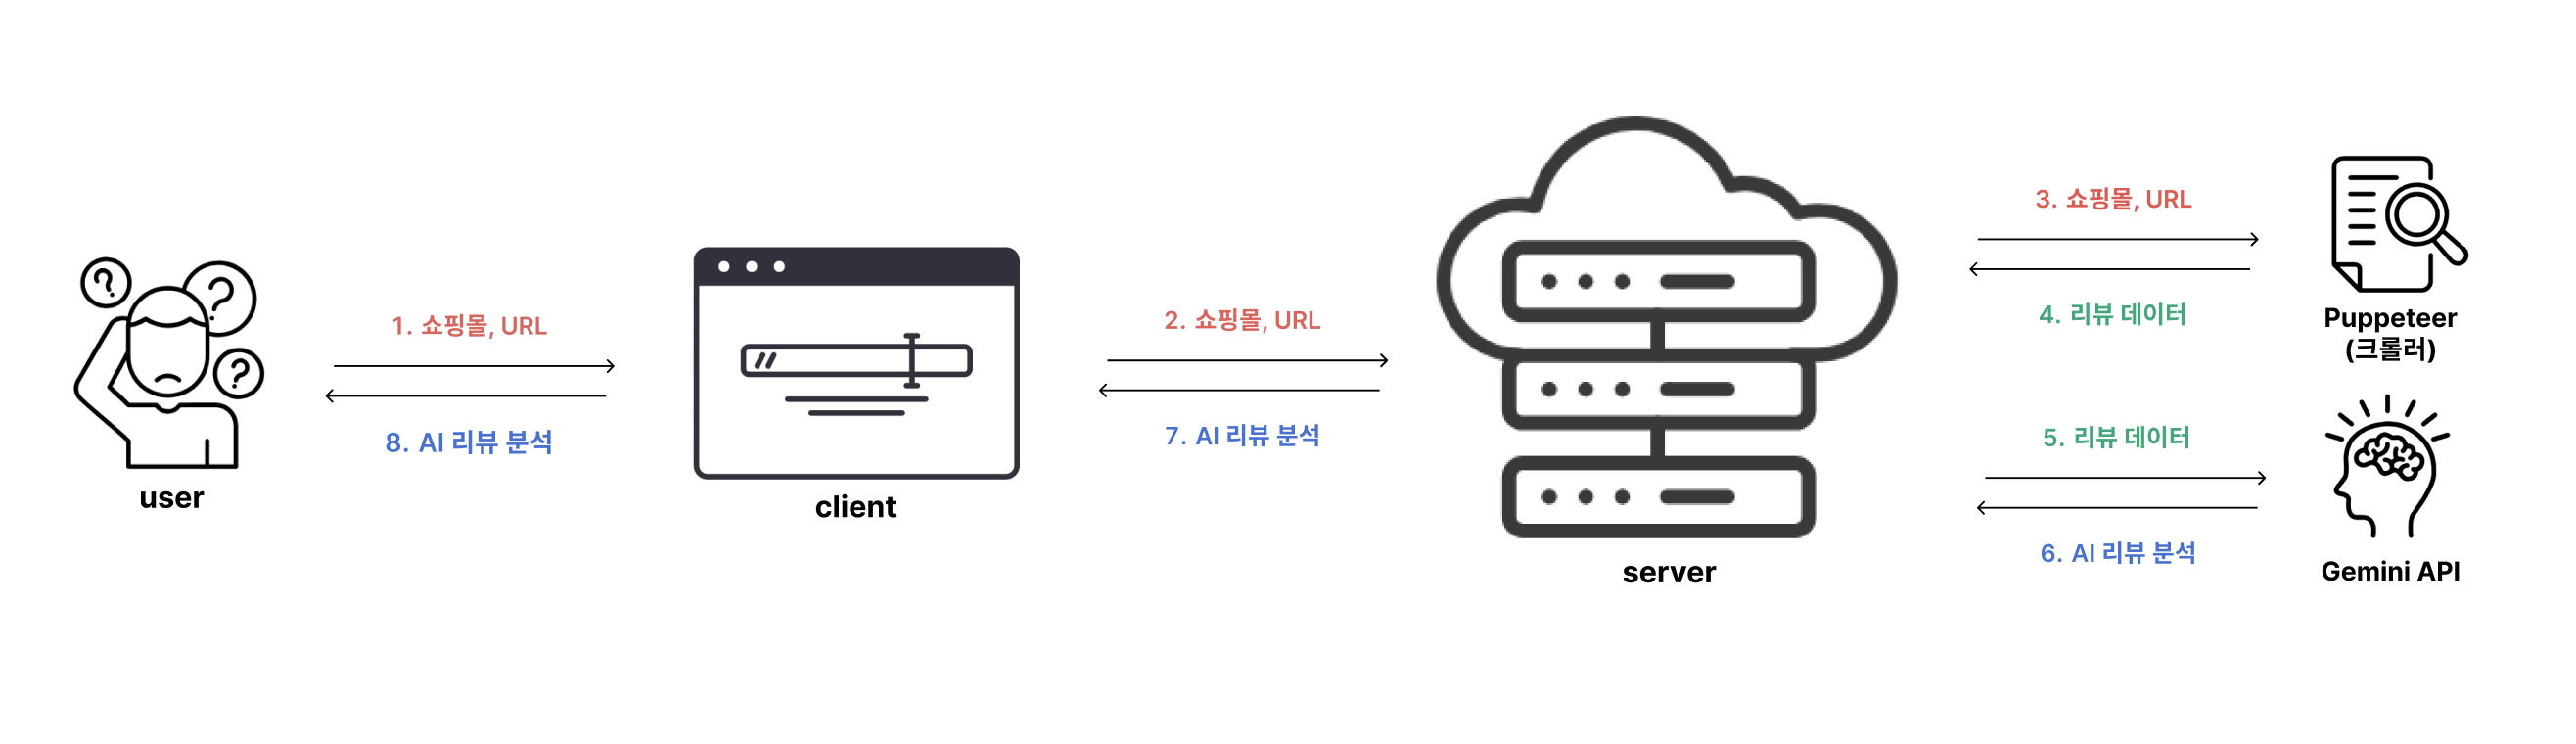 1. 쇼핑몰, URL
8. AI 리뷰 분석
user
client
2. 쇼핑몰, URL
7. AI 리뷰 분석
server
3. 쇼핑몰, URL
4. 리뷰 데이터
Puppeteer
(크롤러)
5. 리뷰 데이터
6. AI 리뷰 분석
Gemini API